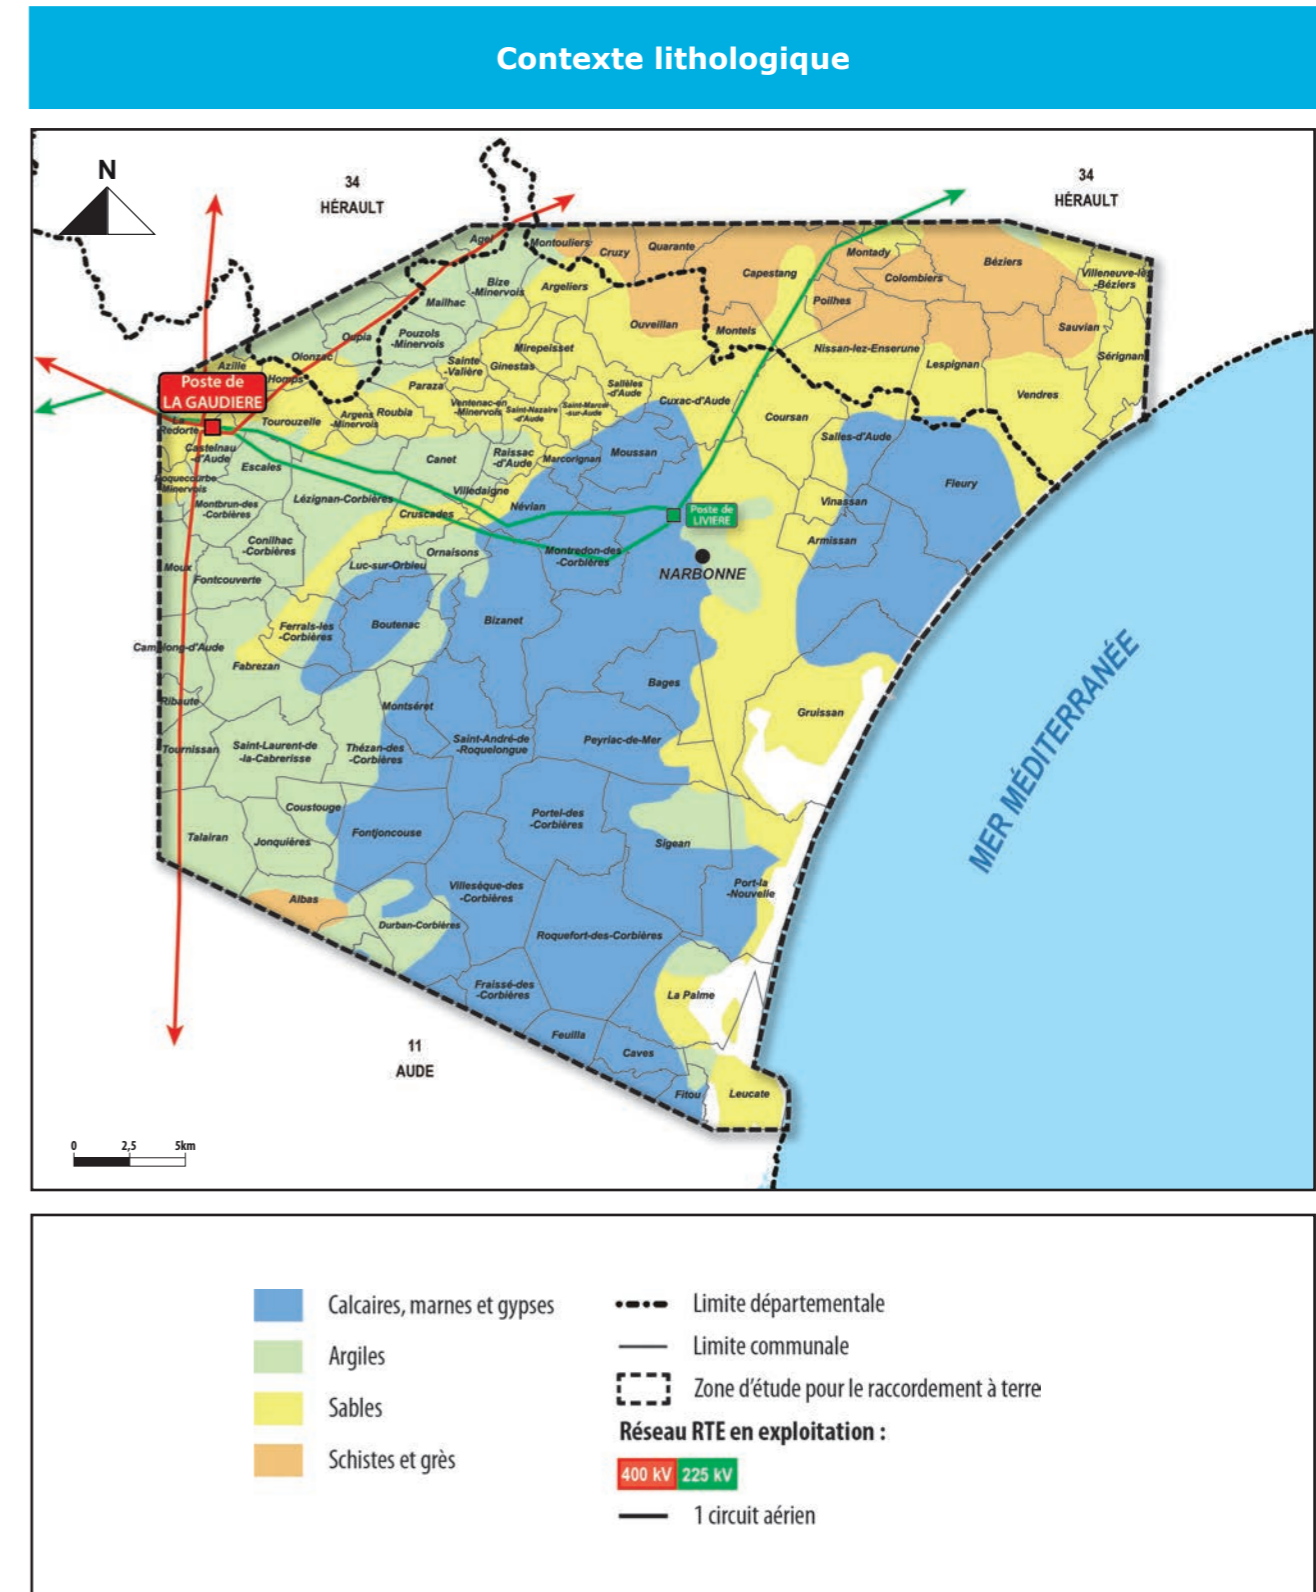 Contexte lithologique
N
34
HÉRAULT
34
HÉRAULT
Agel
Montouliers
Cruzy
Quarante
Capestang
Montady
Colombiers
Béziers
Villeneuve-lès
-Béziers
Bize
-Minervois
Argeliers
Mailhac
Poilhes
Ouveillan
Montels
Sauvian
Sérignan
Oupia
Pouzols
-Minervois
Mirepeisset
Nissan-lez-Enserune
Lespignan
Vendres
Azille
Olonzac
Homps
Sainte
-Valière
Ginestas
Paraza
Sallèles
-d'Aude
Cuxac-d'Aude
Poste de
LA GAUDIERE
La
Redorte
Tourouzelle
Argens
-Minervois
Roubia
Ventenac-en
-Minervois
Saint-Nazaire
-d'Aude
Saint-Marcel
-sur-Aude
Coursan
Salles-d'Aude
Castelnau
-d'Aude
Escales
Canet
Raissac
-d'Aude
Marcorignan
Moussan
Fleury
Roquecourbe
-Minervois
Montbrun-des
-Corbières
Lézignan-Corbières
Villedaigne
Névian
Cruscades
Vinassan
Poste de
LIVIERE
Armissan
Conilhac
-Corbières
Ornaisons
Montredon-des
-Corbières
Moux
Luc-sur-Orbieu
Fontcouverte
NARBONNE
Ferrals-les
-Corbières
Boutenac
Bizanet
Camplong-d'Aude
Fabrezan
Bages
Ribaute
Montséret
Gruissan
Tournissan
Saint-Laurent-de
-la-Cabrerisse
Thézan-des
-Corbières
Saint-André-de
-Roquelongue
Peyriac-de-Mer
MER MÉDITERRANÉE
Coustouge
Portel-des
-Corbières
Talairan
Jonquières
Fontjoncouse
Sigean
Villesèque-des
-Corbières
Port-la
-Nouvelle
Albas
Durban-Corbières
Roquefort-des-Corbières
Fraissé-des
-Corbières
La Palme
Feuilla
Caves
Fitou
Leucate
11
AUDE
0 2,5 5km
Calcaires, marnes et gypses
Argiles
Sables
Schistes et grès
Limite départementale
Limite communale
Zone d'étude pour le raccordement à terre
Réseau RTE en exploitation :
400 kV 225 kV
1 circuit aérien